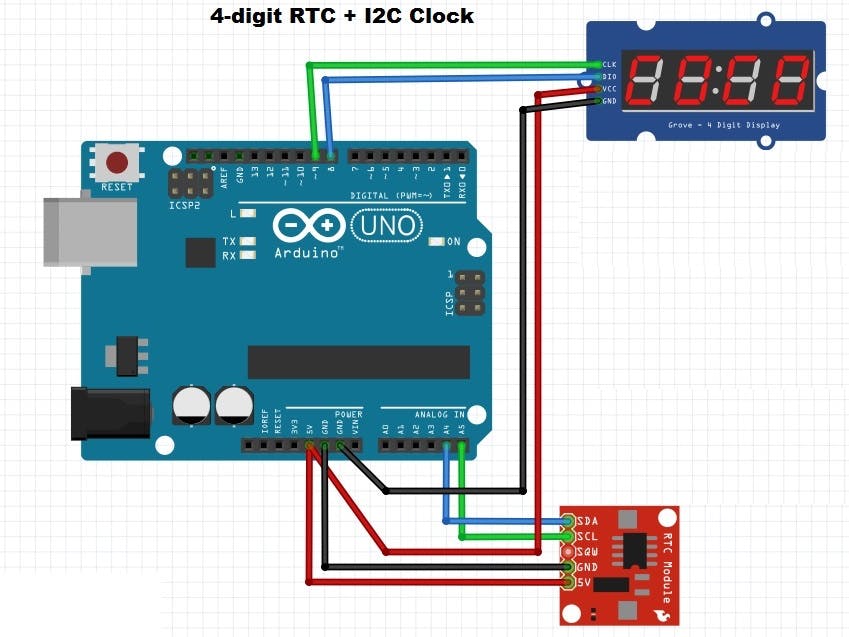 4-digit RTC + I2C Clock
CLK
DIO
VCC
GND
Grove - 4 Digit Display
RESET
ICSP2
AREF
GND
13
12
~11
~10
~9
8
7
~6
~5
4
~3
2
TX0▶1
RX0◀0
DIGITAL (PWM=~)
L
TX
RX
UNO
Arduino™
ON
1
ICSP
IOREF
RESET
3V3
5V
GND
GND
VIN
POWER
ANALOG IN
A0
A1
A2
A3
A4
A5
SDA
SCL
SQW
GND
5V
RTC Module